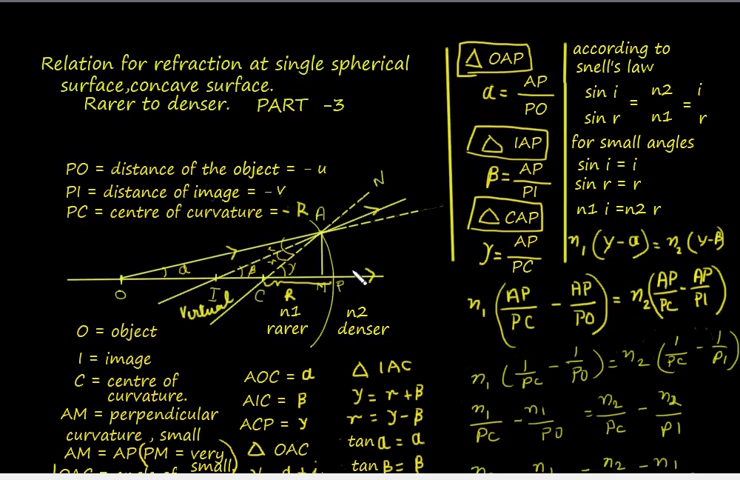 Relation for refraction at single spherical
surface,concave surface.
Rarer to denser. PART -3
PO = distance of the object = - u
PI = distance of image = - v
PC = centre of curvature = - R
N
A
α
β
γ
O
I
C
R
M
P
Virtual
n1
rarer
n2
denser
O = object
I = image
C = centre of
curvature.
AM = perpendicular
curvature , small
AM = AP(PM = very
small)
AOC = α
AIC = β
ACP = γ
△ OAC
△ IAC
γ = r + β
r = γ - β
tan α = α
tan β = β
△ OAP
α = AP/PO
△ IAP
β = AP/PI
△ CAP
γ = AP/PC
according to
snell's law
sin i / sin r = n2 / n1 = i / r
for small angles
sin i = i
sin r = r
n1 i =n2 r
n₁ (γ-α) = n₂ (γ-β)
n₁ (AP/PC - AP/PO) = n₂ (AP/PC - AP/PI)
n₁ (1/PC - 1/PO) = n₂ (1/PC - 1/PI)
n₁/PC - n₁/PO = n₂/PC - n₂/PI